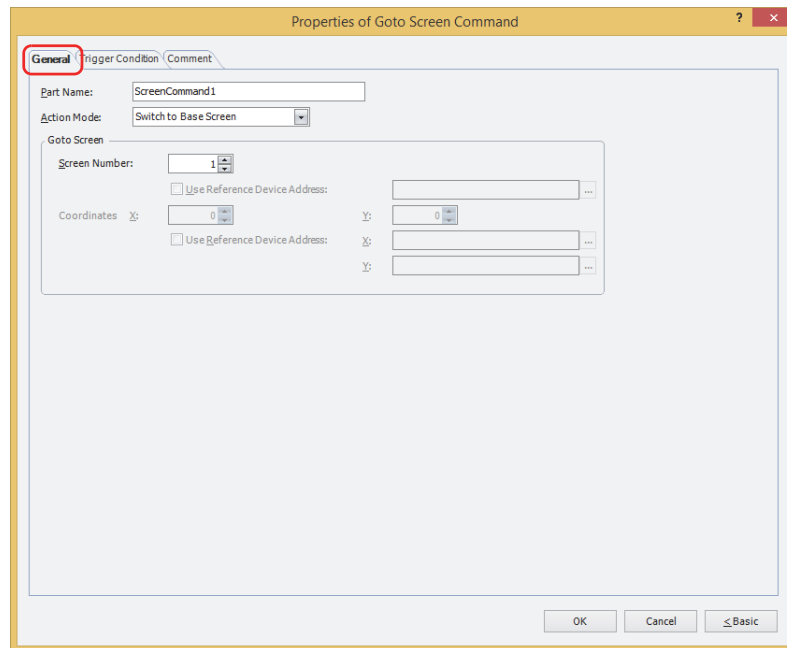 Properties of Goto Screen Command
? ×
General Trigger Condition Comment
Part Name: ScreenCommand1
Action Mode: Switch to Base Screen
Goto Screen
Screen Number: 1
Use Reference Device Address: ...
Coordinates X: 0 Y: 0
Use Reference Device Address: X: ...
Y: ...
OK Cancel < Basic